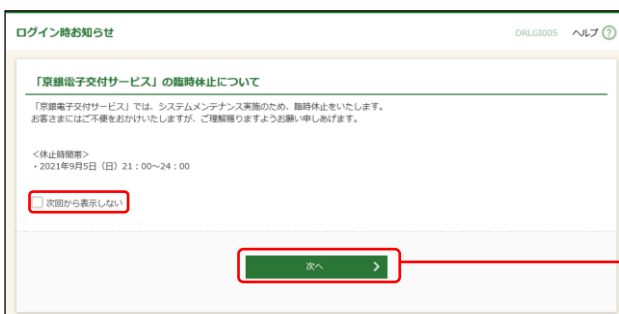 ログイン時お知らせ
DRLGI005 ヘルプ ?
「京銀電子交付サービス」の臨時休止について
「京銀電子交付サービス」では、システムメンテナンス実施のため、臨時休止をいたします。
お客さまにはご不便をおかけいたしますが、ご理解賜りますようお願い申しあげます。
＜休止時間帯＞
・2021年9月5日（日）21：00～24：00
次回から表示しない
次へ